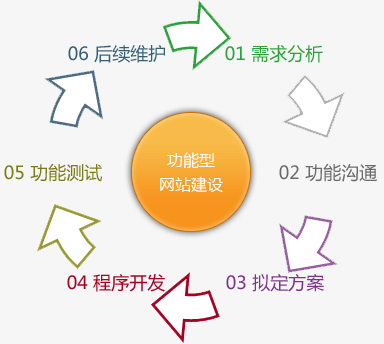 01 需求分析
02 功能沟通
03 拟定方案
04 程序开发
05 功能测试
06 后续维护
功能型
网站建设